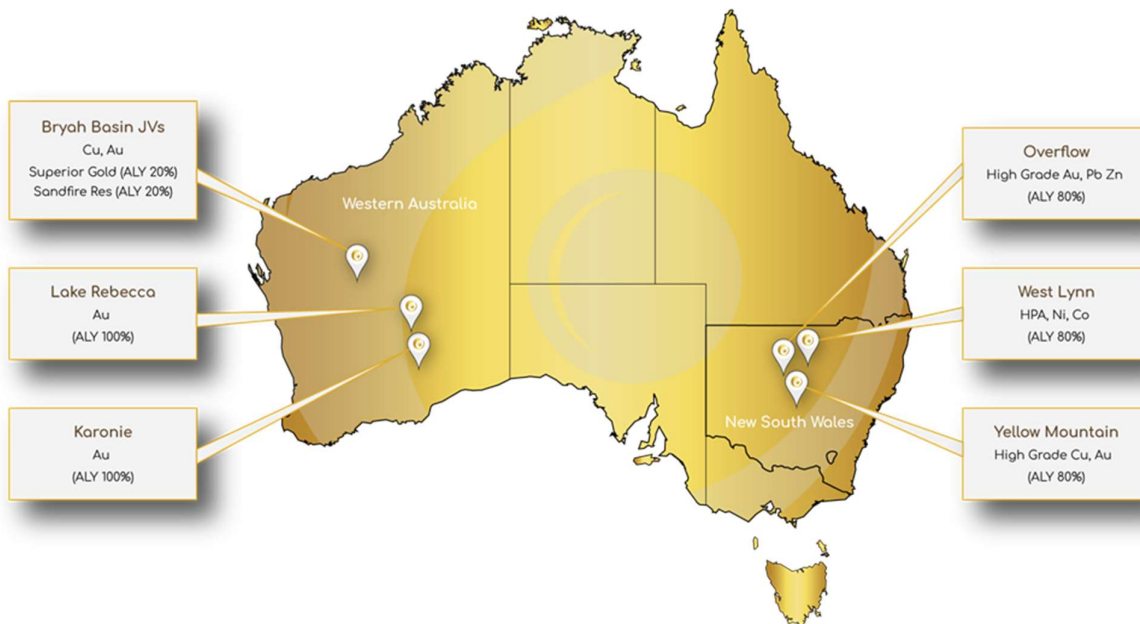 Bryah Basin JVs
Cu, Au
Superior Gold (ALY 20%)
Sandfire Res (ALY 20%)
Lake Rebecca
Au
(ALY 100%)
Karonie
Au
(ALY 100%)
Western Australia
New South Wales
Overflow
High Grade Au, Pb Zn
(ALY 80%)
West Lynn
HPA, Ni, Co
(ALY 80%)
Yellow Mountain
High Grade Cu, Au
(ALY 80%)